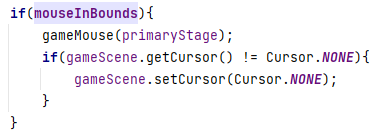 if(mouseInBounds){
    gameMouse(primaryStage);
    if(gameScene.getCursor() != Cursor.NONE){
        gameScene.setCursor(Cursor.NONE);
    }
}